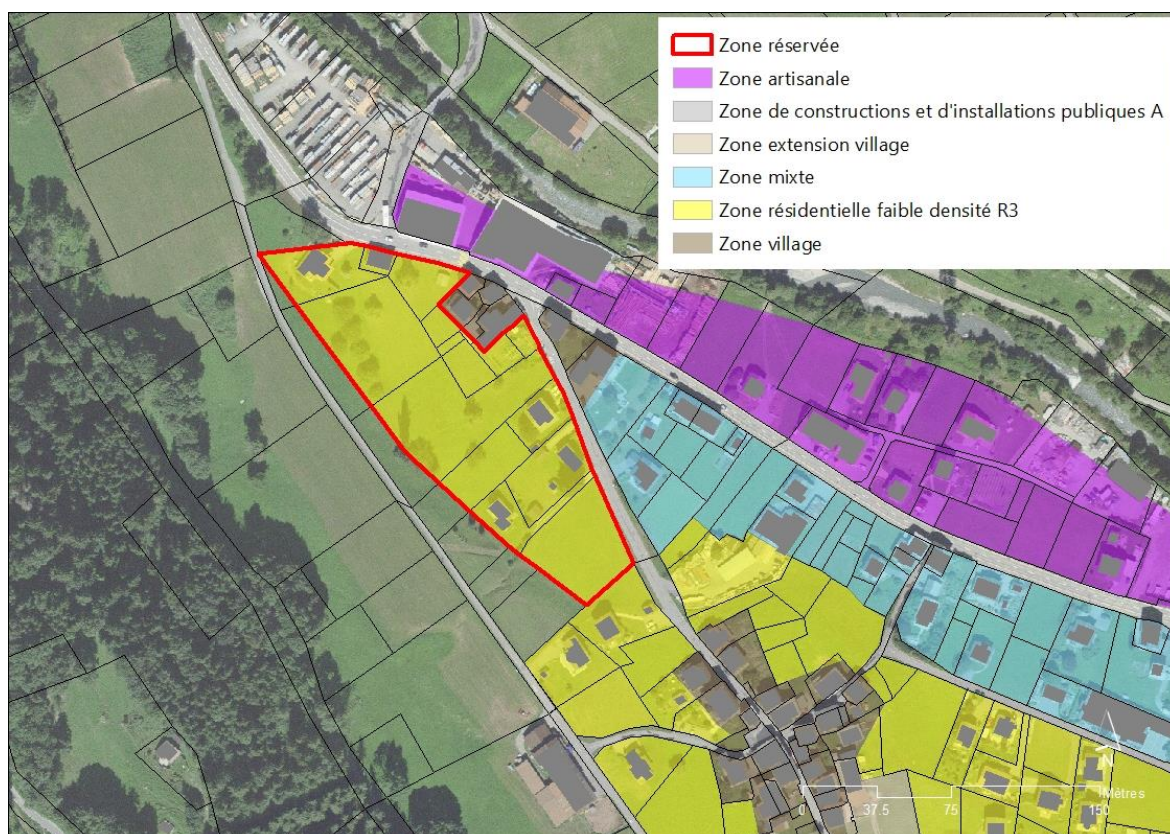 Zone réservée
Zone artisanale
Zone de constructions et d'installations publiques A
Zone extension village
Zone mixte
Zone résidentielle faible densité R3
Zone village
N
Mètres
0 37.5 75 150